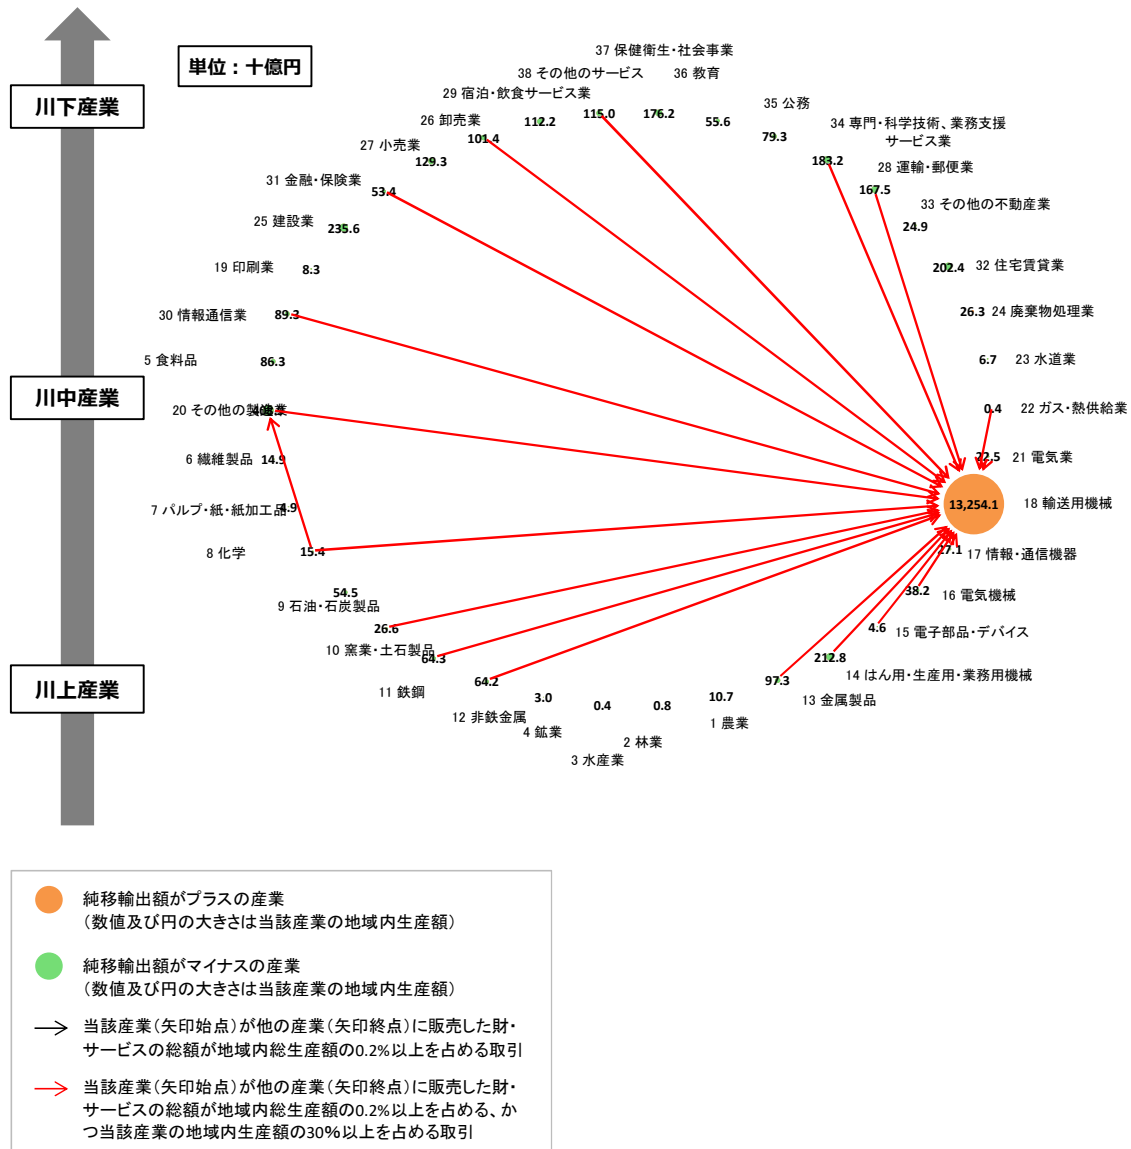 単位：十億円
川下産業
川中産業
川上産業
37 保健衛生・社会事業
38 その他のサービス
36 教育
29 宿泊・飲食サービス業
35 公務
26 卸売業
34 専門・科学技術、業務支援
サービス業
27 小売業
28 運輸・郵便業
31 金融・保険業
33 その他の不動産業
25 建設業
32 住宅賃貸業
19 印刷業
24 廃棄物処理業
30 情報通信業
23 水道業
5 食料品
22 ガス・熱供給業
20 その他の製造業
21 電気業
6 繊維製品
18 輸送用機械
7 パルプ・紙・紙加工品
17 情報・通信機器
8 化学
16 電気機械
9 石油・石炭製品
15 電子部品・デバイス
10 窯業・土石製品
14 はん用・生産用・業務用機械
11 鉄鋼
13 金属製品
12 非鉄金属
1 農業
4 鉱業
2 林業
3 水産業
115.0
176.2
112.2
55.6
101.4
79.3
129.3
183.2
53.4
167.5
235.6
24.9
8.3
202.4
89.3
26.3
86.3
6.7
0.4
14.9
22.5
4.9
13,254.1
15.4
27.1
54.5
38.2
26.6
4.6
64.3
212.8
64.2
97.3
3.0
0.4
0.8
10.7
純移輸出額がプラスの産業
（数値及び円の大きさは当該産業の地域内生産額）
純移輸出額がマイナスの産業
（数値及び円の大きさは当該産業の地域内生産額）
当該産業（矢印始点）が他の産業（矢印終点）に販売した財・
サービスの総額が地域内総生産額の0.2%以上を占める取引
当該産業（矢印始点）が他の産業（矢印終点）に販売した財・
サービスの総額が地域内総生産額の0.2%以上を占める、か
つ当該産業の地域内生産額の30%以上を占める取引